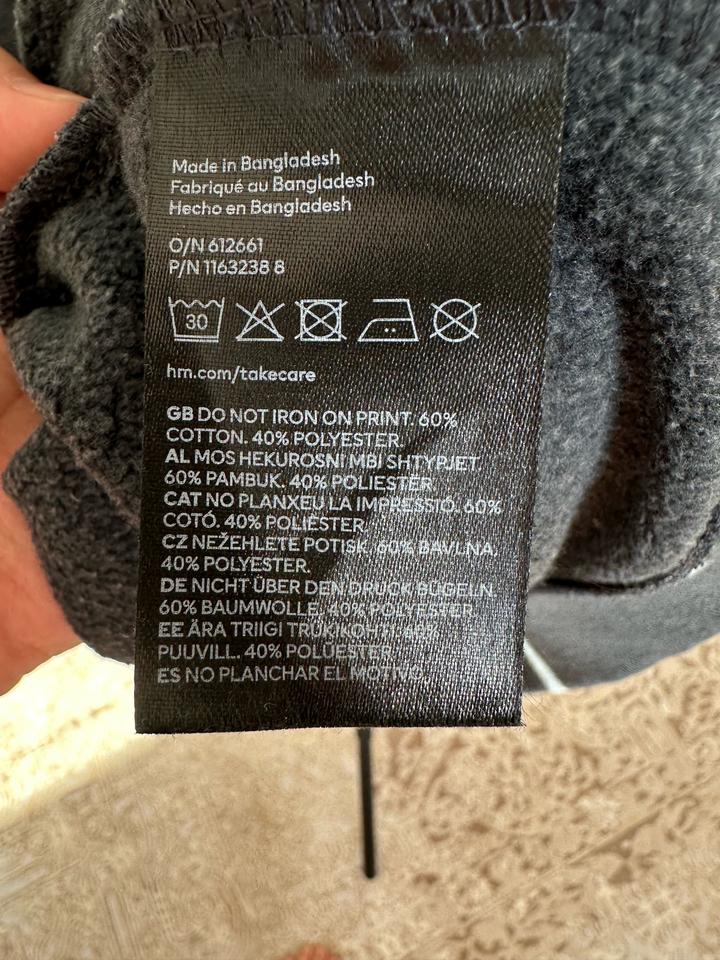 Made in Bangladesh
Fabriqué au Bangladesh
Hecho en Bangladesh
O/N 612661
P/N 1163238 8
30
hm.com/takecare
GB DO NOT IRON ON PRINT. 60%
COTTON. 40% POLYESTER.
AL MOS HEKUROSNI MBI SHTYPJET
60% PAMBUK. 40% POLIESTER
CAT NO PLANXEU LA IMPRESSIÓ. 60%
COTÓ. 40% POLIÈSTER.
CZ NEŽEHLETE POTISK. 60% BAVLNA.
40% POLYESTER.
DE NICHT ÜBER DEN DRUCK BÜGELN.
60% BAUMWOLLE. 40% POLYESTER
EE ÄRA TRIIGI TRÜKIKOHTI. 60%
PUUVILL. 40% POLÜESTER.
ES NO PLANCHAR EL MOTIVO.